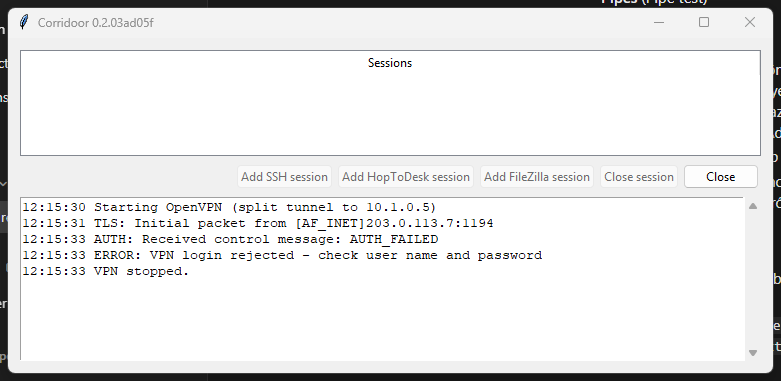 Pipes (Pipe test)
Corridoor 0.2.03ad05f
Sessions
Add SSH session
Add HopToDesk session
Add FileZilla session
Close session
Close
12:15:30 Starting OpenVPN (split tunnel to 10.1.0.5)
12:15:31 TLS: Initial packet from [AF_INET]203.0.113.7:1194
12:15:33 AUTH: Received control message: AUTH_FAILED
12:15:33 ERROR: VPN login rejected - check user name and password
12:15:33 VPN stopped.